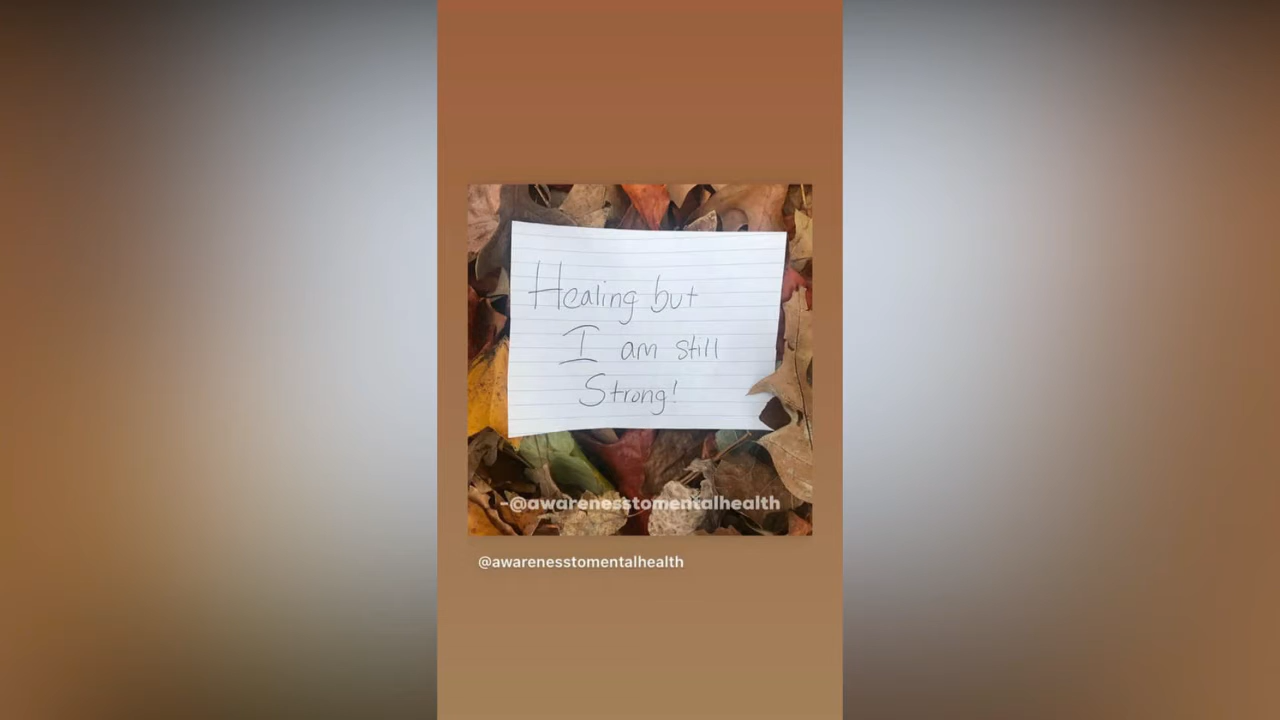 Healing but
I am still
Strong!
-@awarenesstomentalhealth
@awarenesstomentalhealth